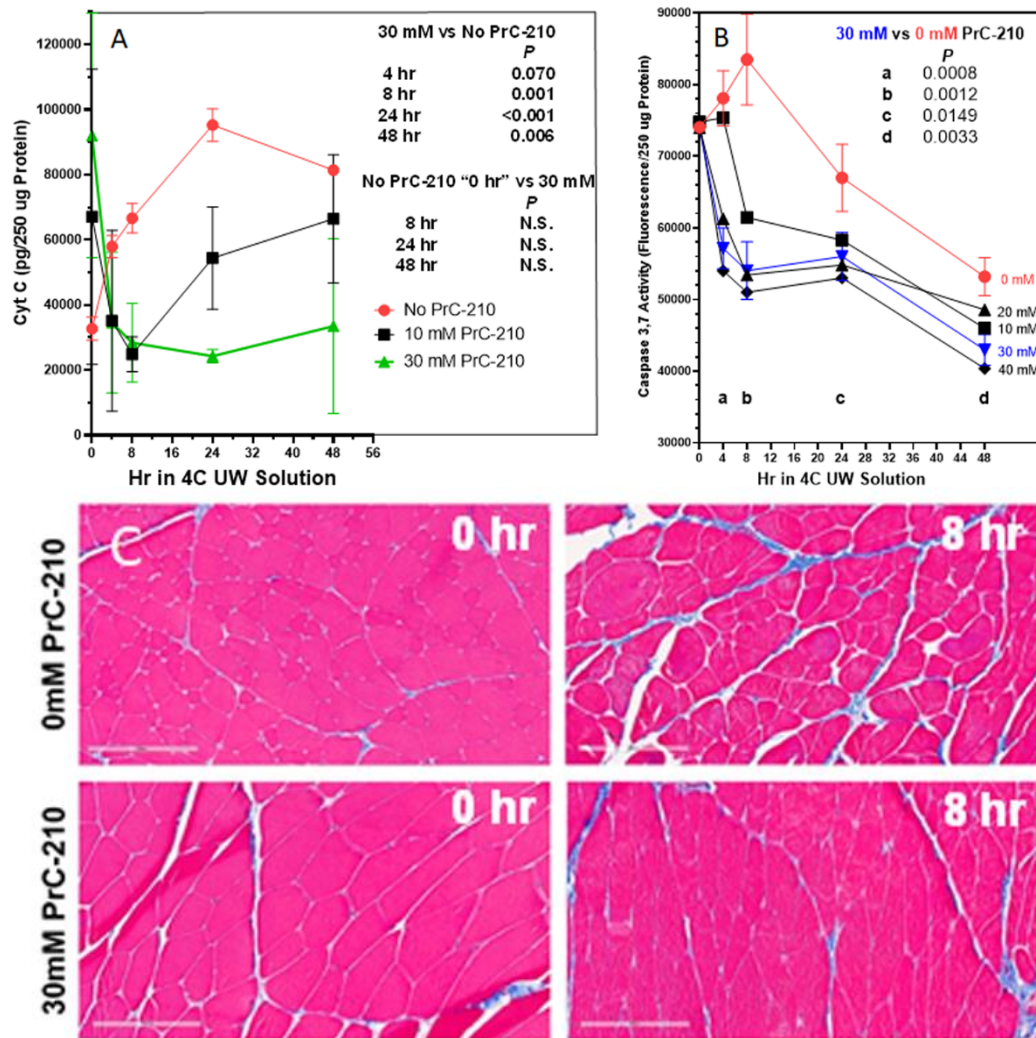 A
30 mM vs No PrC-210
P
4 hr 0.070
8 hr 0.001
24 hr <0.001
48 hr 0.006
No PrC-210 “0 hr” vs 30 mM
P
8 hr N.S.
24 hr N.S.
48 hr N.S.
No PrC-210
10 mM PrC-210
30 mM PrC-210
Cyt C (pg/250 ug Protein)
120000
100000
80000
60000
40000
20000
0
0 8 16 24 32 40 48 56
Hr in 4C UW Solution
B
30 mM vs 0 mM PrC-210
P
a 0.0008
b 0.0012
c 0.0149
d 0.0033
Caspase 3,7 Activity (Fluorescence/250 ug Protein)
90000
80000
70000
60000
50000
40000
30000
0 mM
20 mM
10 mM
30 mM
40 mM
a b c d
0 4 8 12 16 20 24 28 32 36 40 44 48
Hr in 4C UW Solution
C
0mM PrC-210
0 hr
8 hr
30mM PrC-210
0 hr
8 hr